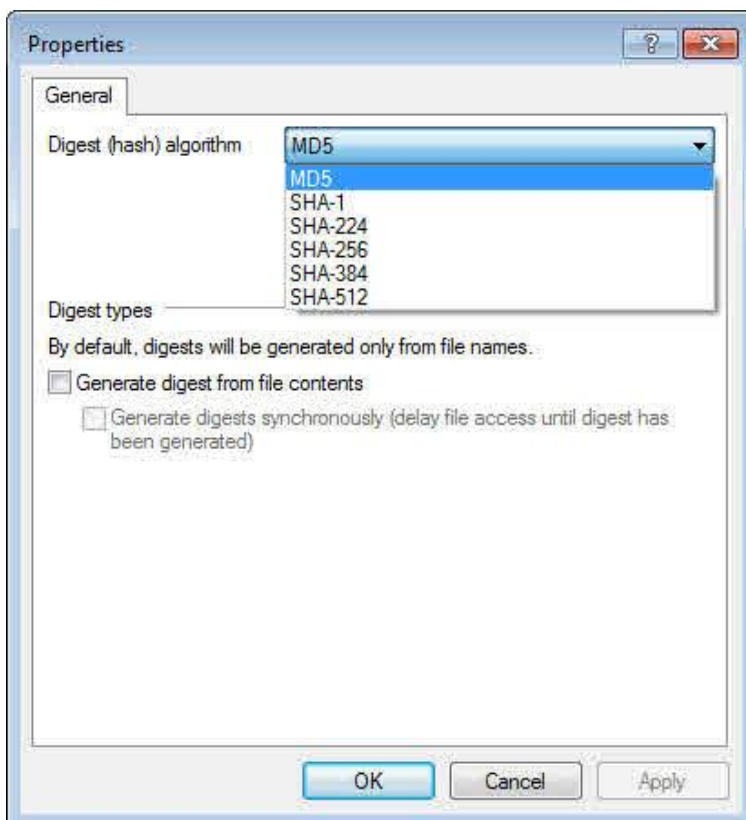 Properties
General
Digest (hash) algorithm
MD5
MD5
SHA-1
SHA-224
SHA-256
SHA-384
SHA-512
Digest types
By default, digests will be generated only from file names.
Generate digest from file contents
Generate digests synchronously (delay file access until digest has
been generated)
OK
Cancel
Apply